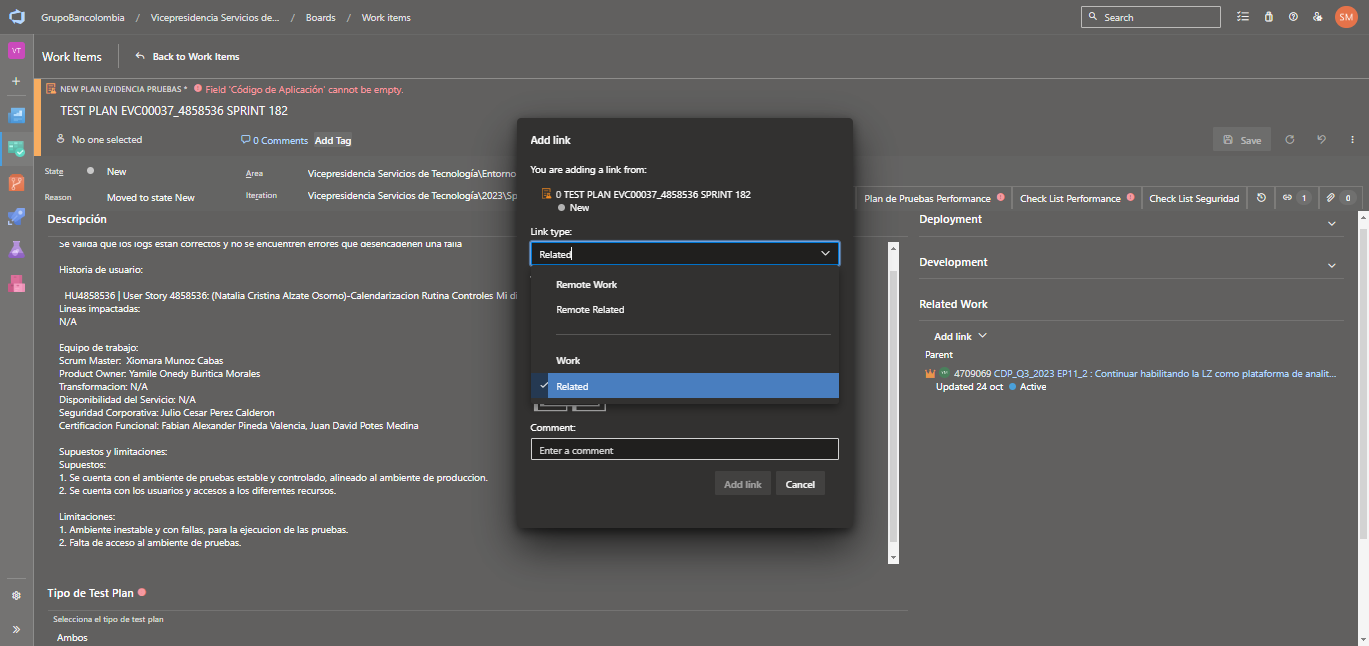 GrupoBancolombia / Vicepresidencia Servicios de... / Boards / Work items
Search
SM
VT
Work Items
Back to Work Items
NEW PLAN EVIDENCIA PRUEBAS * Field 'Código de Aplicación' cannot be empty.
TEST PLAN EVC00037_4858536 SPRINT 182
No one selected
0 Comments
Add Tag
Save
State New
Area Vicepresidencia Servicios de Tecnología\Entorno
Reason Moved to state New
Iteration Vicepresidencia Servicios de Tecnología\2023\Sp
Plan de Pruebas Performance
Check List Performance
Check List Seguridad
1
0
Descripción
Se valida que los logs estan correctos y no se encuentren errores que desencadenen una falla
Historia de usuario:
HU4858536 | User Story 4858536: (Natalia Cristina Alzate Osorno)-Calendarizacion Rutina Controles Mi di
Lineas impactadas:
N/A
Equipo de trabajo:
Scrum Master: Xiomara Munoz Cabas
Product Owner: Yamile Onedy Buritica Morales
Transformacion: N/A
Disponibilidad del Servicio: N/A
Seguridad Corporativa: Julio Cesar Perez Calderon
Certificacion Funcional: Fabian Alexander Pineda Valencia, Juan David Potes Medina
Supuestos y limitaciones:
Supuestos:
1. Se cuenta con el ambiente de pruebas estable y controlado, alineado al ambiente de produccion.
2. Se cuenta con los usuarios y accesos a los diferentes recursos.
Limitaciones:
1. Ambiente inestable y con fallas, para la ejecucion de las pruebas.
2. Falta de acceso al ambiente de pruebas.
Tipo de Test Plan
Selecciona el tipo de test plan
Ambos
Add link
You are adding a link from:
0 TEST PLAN EVC00037_4858536 SPRINT 182
New
Link type:
Related
Remote Work
Remote Related
Work
Related
Comment:
Enter a comment
Add link
Cancel
Deployment
Development
Related Work
Add link
Parent
4709069 CDP_Q3_2023 EP11_2 : Continuar habilitando la LZ como plataforma de analit...
Updated 24 oct Active